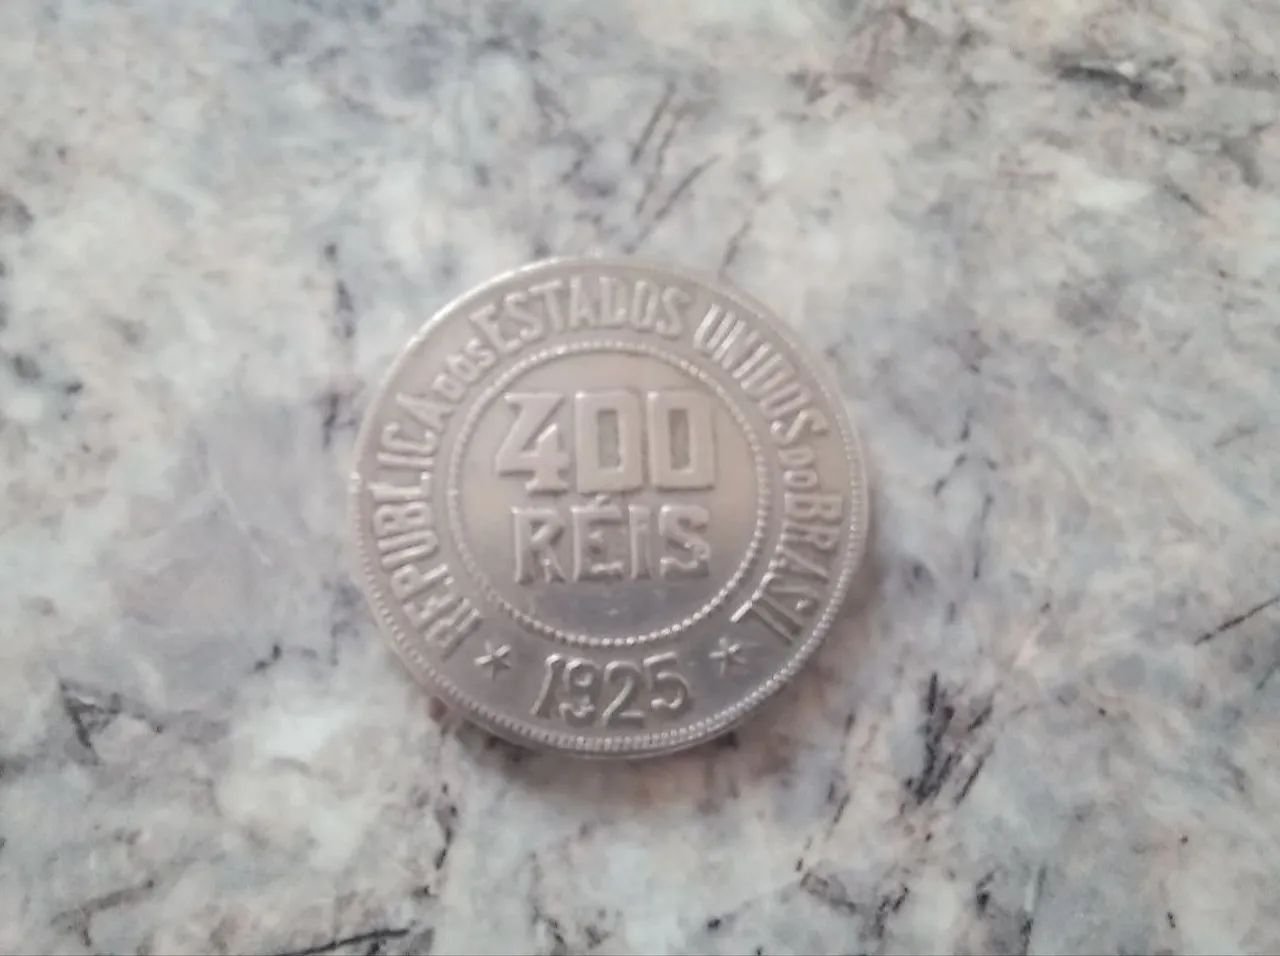 REPUBLICA DOS ESTADOS UNIDOS DO BRASIL
400
RÉIS
* 1925 *